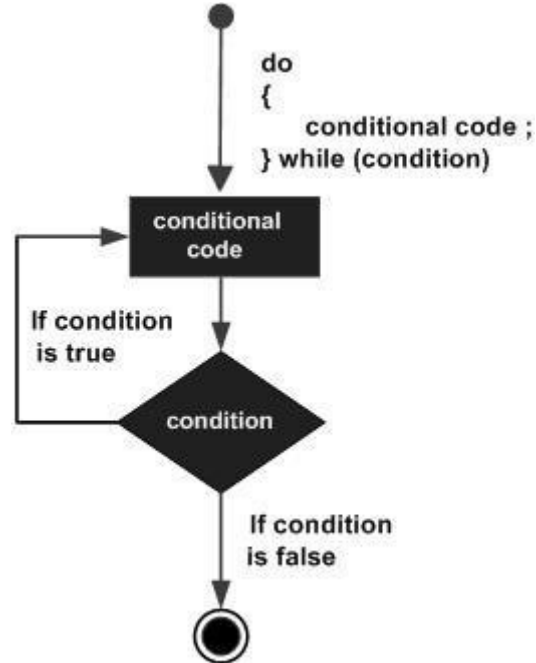 do
{
conditional code ;
} while (condition)
conditional
code
If condition
is true
condition
If condition
is false